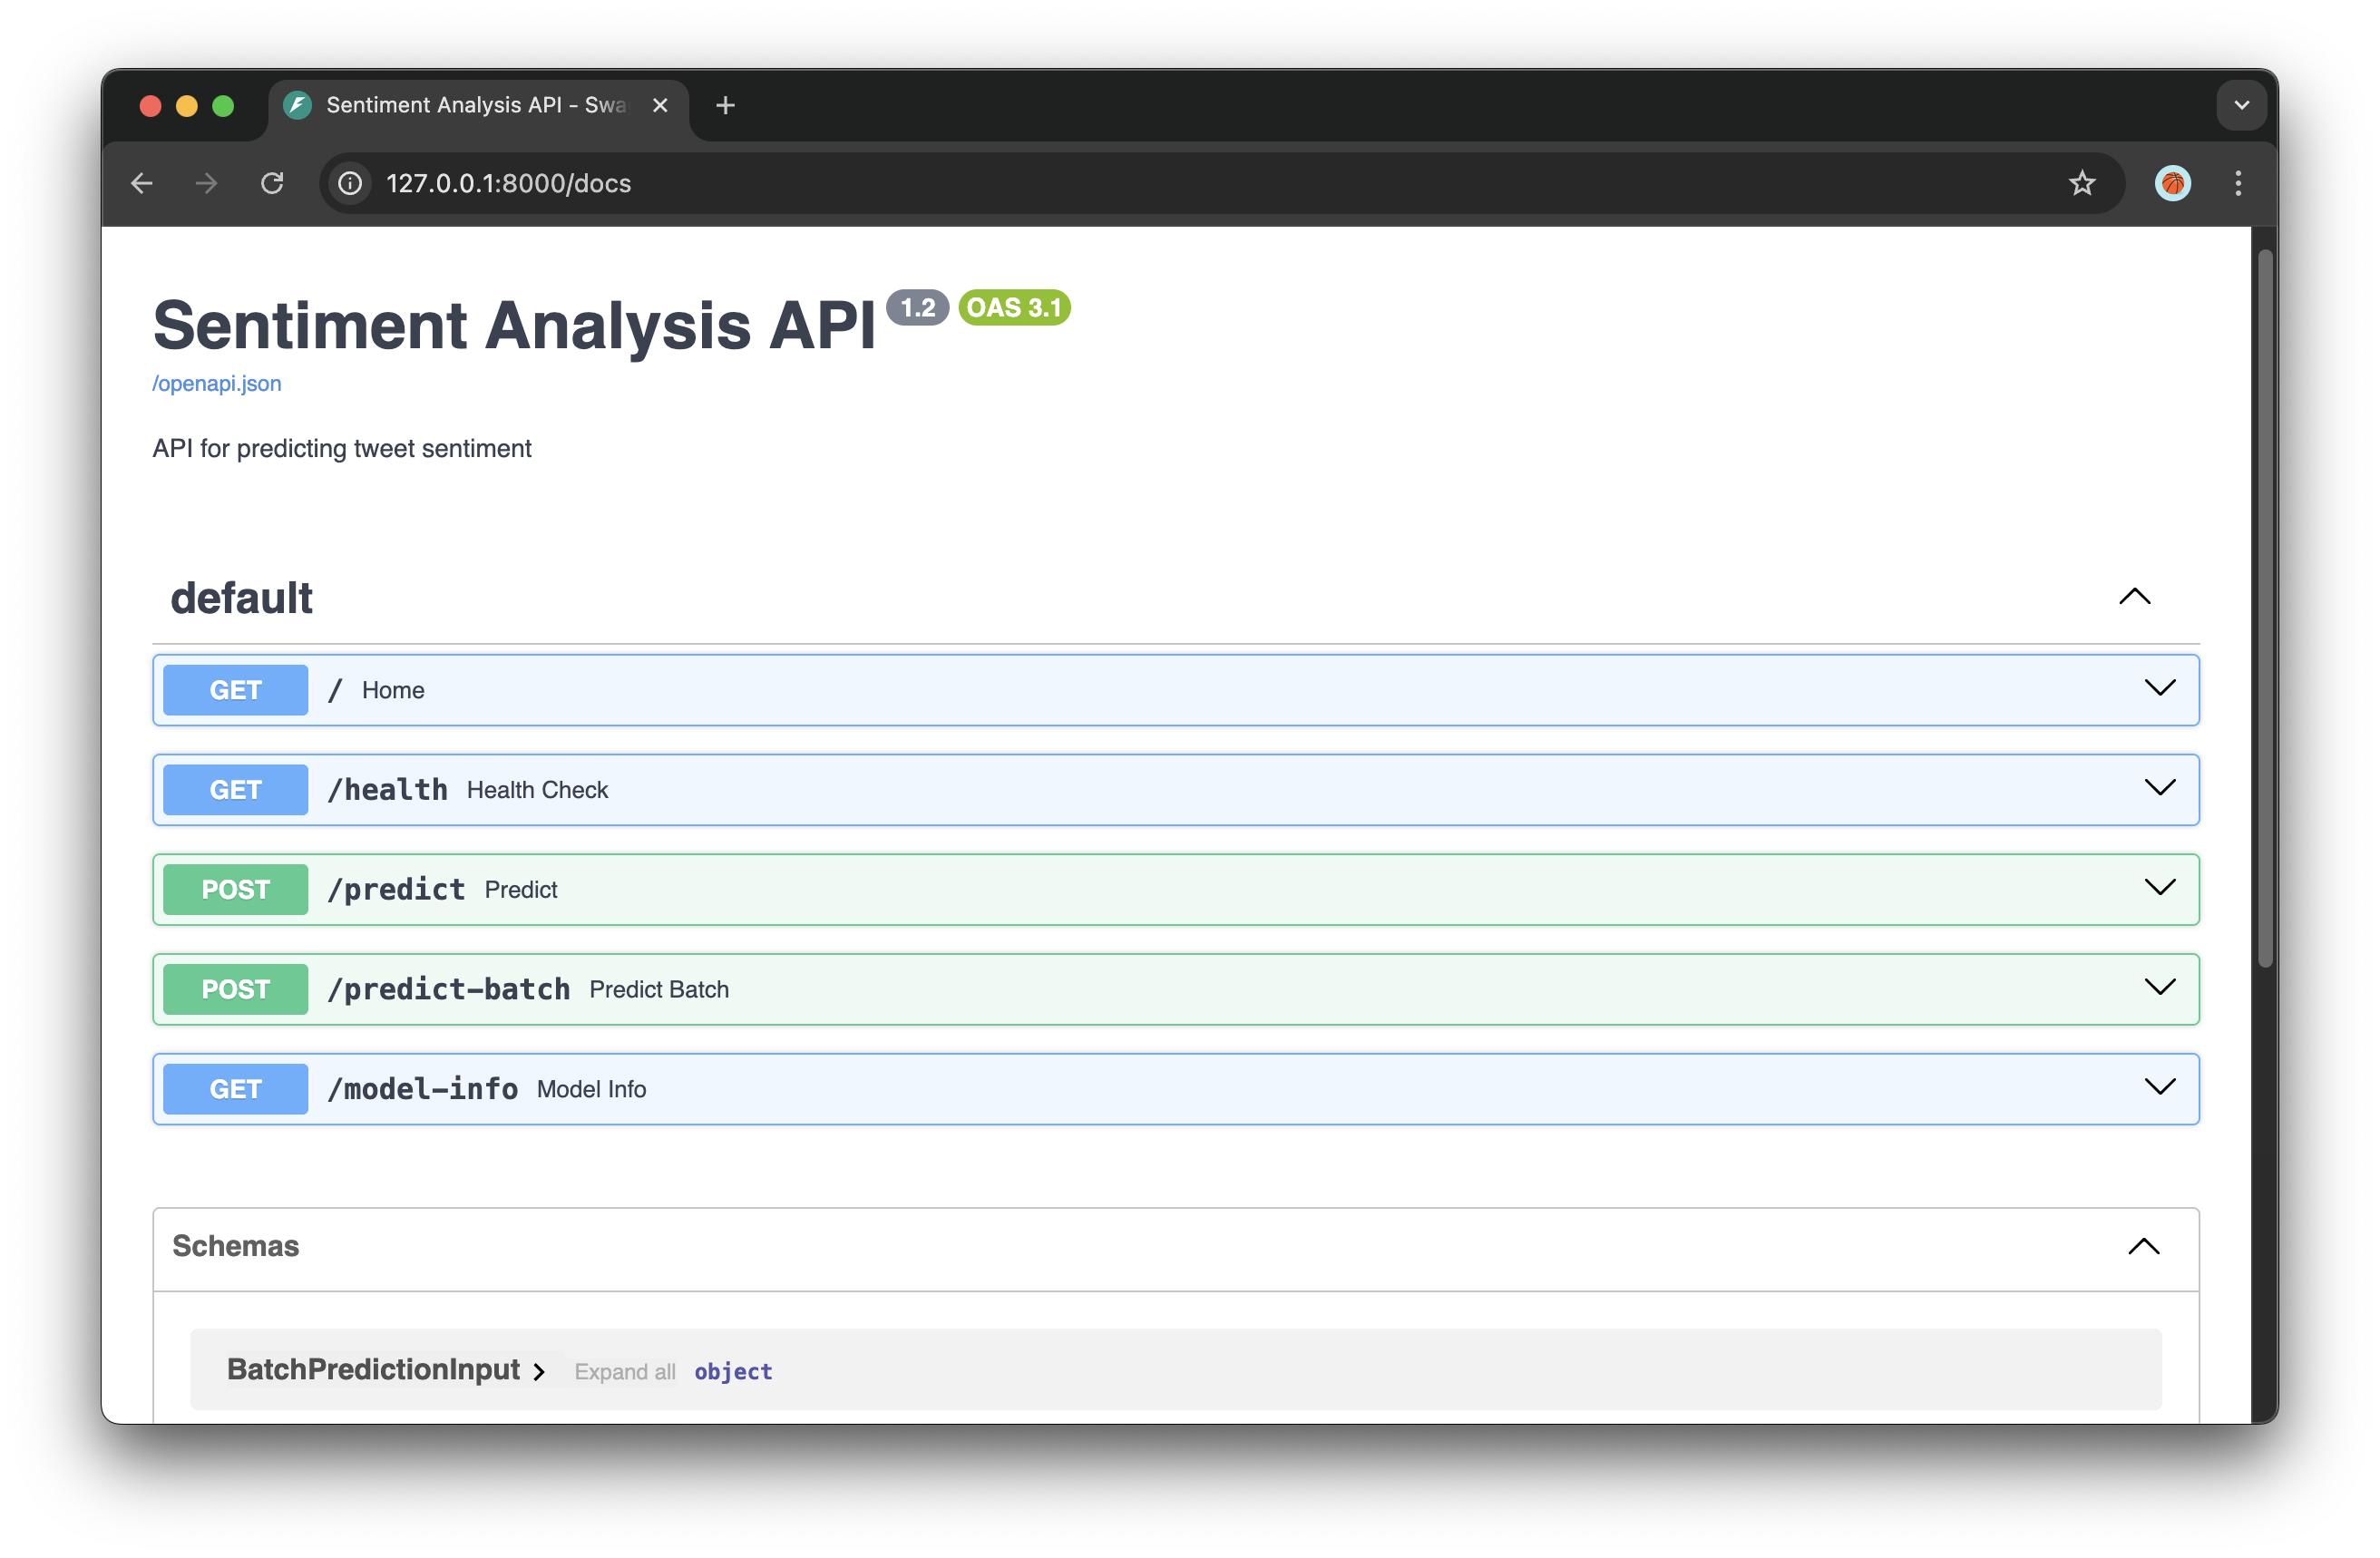 Sentiment Analysis API - Swa
127.0.0.1:8000/docs
Sentiment Analysis API 1.2 OAS 3.1
/openapi.json
API for predicting tweet sentiment
default
GET / Home
GET /health Health Check
POST /predict Predict
POST /predict-batch Predict Batch
GET /model-info Model Info
Schemas
BatchPredictionInput Expand all object